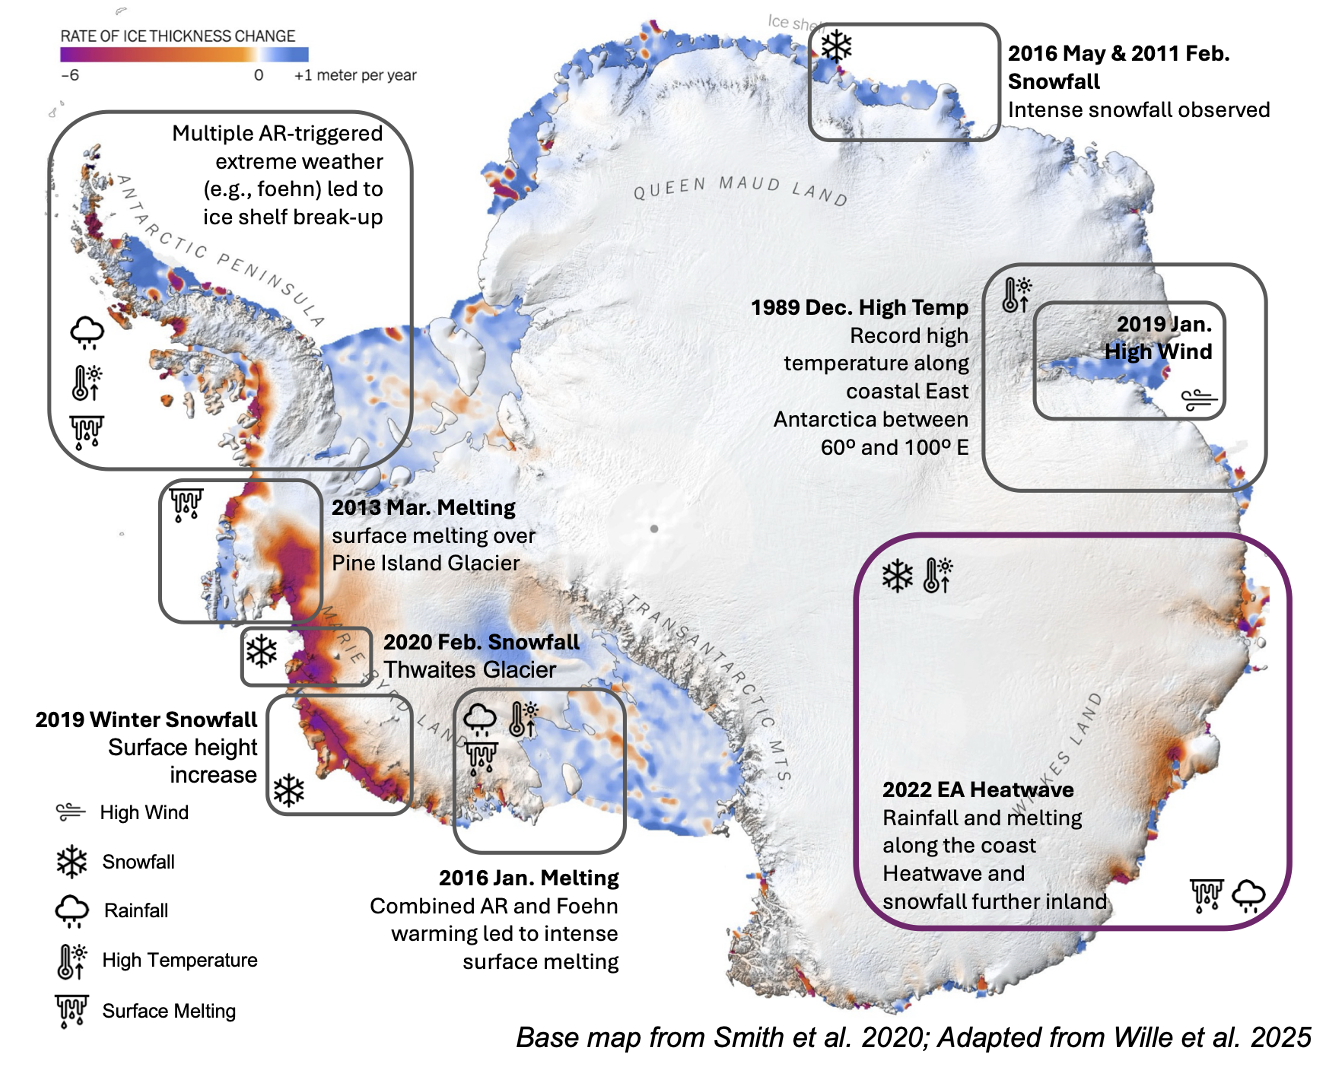 RATE OF ICE THICKNESS CHANGE
−6
0
+1 meter per year
Ice shelf
2016 May & 2011 Feb.
Snowfall
Intense snowfall observed
Multiple AR-triggered
extreme weather
(e.g., foehn) led to
ice shelf break-up
ANTARCTIC PENINSULA
QUEEN MAUD LAND
1989 Dec. High Temp
Record high
temperature along
coastal East
Antarctica between
60º and 100º E
2019 Jan.
High Wind
2013 Mar. Melting
surface melting over
Pine Island Glacier
MARIE BYRD LAND
2020 Feb. Snowfall
Thwaites Glacier
TRANSANTARCTIC MTS.
2019 Winter Snowfall
Surface height
increase
2016 Jan. Melting
Combined AR and Foehn
warming led to intense
surface melting
WILKES LAND
2022 EA Heatwave
Rainfall and melting
along the coast
Heatwave and
snowfall further inland
High Wind
Snowfall
Rainfall
High Temperature
Surface Melting
Base map from Smith et al. 2020; Adapted from Wille et al. 2025